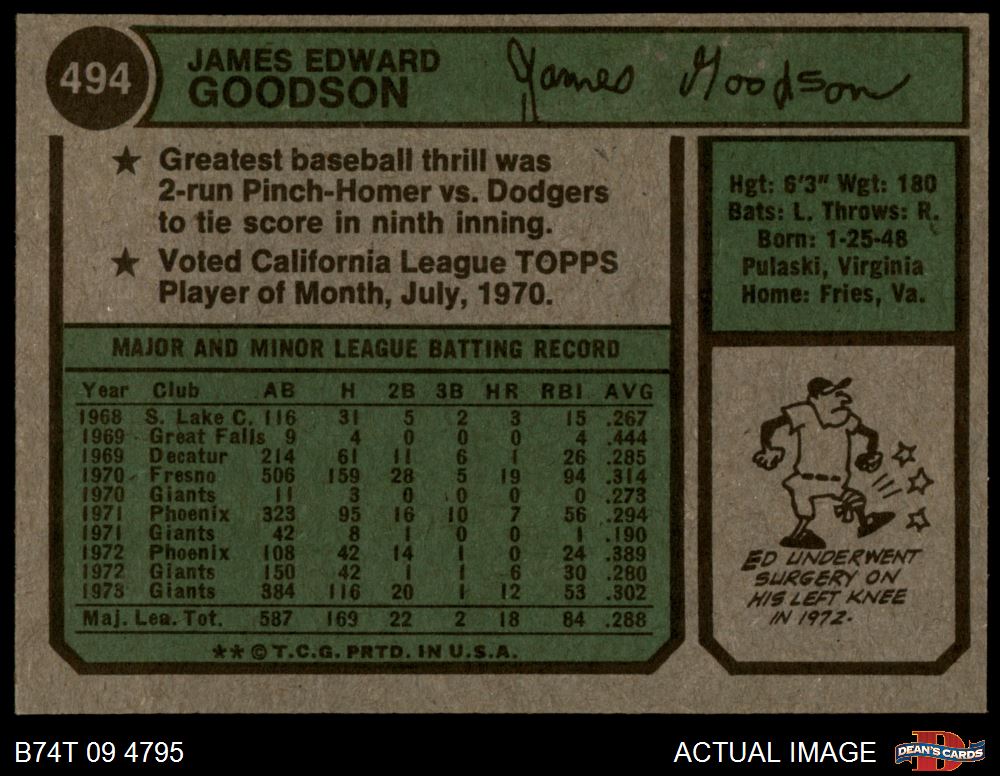 494
JAMES EDWARD
GOODSON
James Goodson
★ Greatest baseball thrill was
2-run Pinch-Homer vs. Dodgers
to tie score in ninth inning.
★ Voted California League TOPPS
Player of Month, July, 1970.
Hgt: 6'3" Wgt: 180
Bats: L. Throws: R.
Born: 1-25-48
Pulaski, Virginia
Home: Fries, Va.
MAJOR AND MINOR LEAGUE BATTING RECORD
Year Club AB H 2B 3B HR RBI AVG
1968 S. Lake C. 116 31 5 2 3 15 .267
1969 Great Falls 9 4 0 0 0 4 .444
1969 Decatur 214 61 11 6 1 26 .285
1970 Fresno 506 159 28 5 19 94 .314
1970 Giants 11 3 0 0 0 0 .273
1971 Phoenix 323 95 16 10 7 56 .294
1971 Giants 42 8 1 0 0 1 .190
1972 Phoenix 108 42 14 1 0 24 .389
1972 Giants 150 42 1 1 6 30 .280
1973 Giants 384 116 20 1 12 53 .302
Maj. Lea. Tot. 587 169 22 2 18 84 .288
** © T.C.G. PRTD. IN U.S.A.
ED UNDERWENT
SURGERY ON
HIS LEFT KNEE
IN 1972.
B74T 09 4795
ACTUAL IMAGE
DEAN'S CARDS